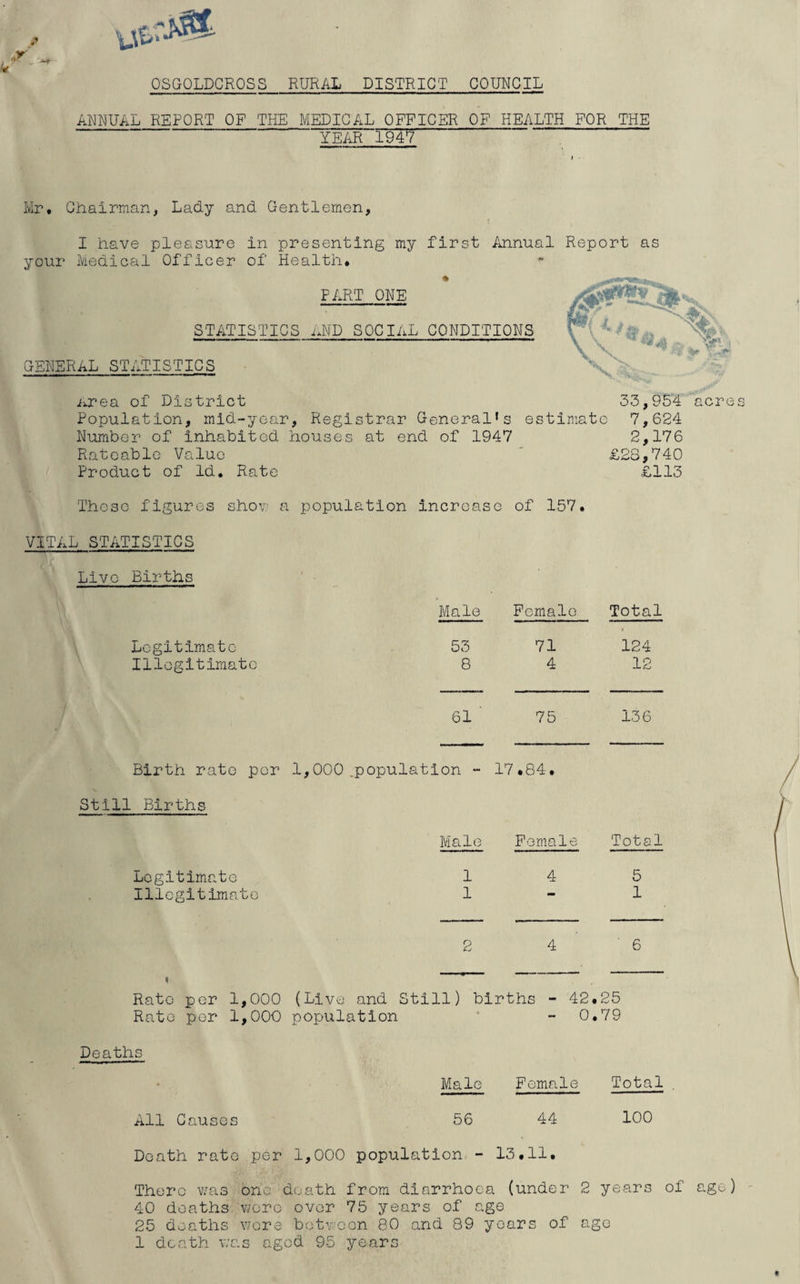 LIBRARY
OSGOLDCROSS RURAL DISTRICT COUNCIL
ANNUAL REPORT OF THE MEDICAL OFFICER OF HEALTH FOR THE
YEAR 1947
Mr. Chairman, Lady and Gentlemen,
I have pleasure in presenting my first Annual Report as
your Medical Officer of Health.
PART ONE
STATISTICS AND SOCIAL CONDITIONS
GENERAL STATISTICS
Area of District 33,954 acres
Population, mid-year, Registrar General's estimate 7,624
Number of inhabited houses at end of 1947 2,176
Rateable Value £28,740
Product of 1d. Rate £113
These figures show a population increase of 157.
VITAL STATISTICS
Live Births
Male Female Total
Legitimate 53 71 124
Illegitimate 8 4 12
61 75 136
Birth rate per 1,000 population - 17.84.
Still Births
Male Female Total
Legitimate 1 4 5
Illegitimate 1 - 1
2 4 6
Rate per 1,000 (Live and Still) births - 42.25
Rate per 1,000 population - 0.79
Deaths
Male Female Total
All Causes 56 44 100
Death rate per 1,000 population - 13.11.
There was one death from diarrhoea (under 2 years of age)
40 deaths were over 75 years of age
25 deaths were between 80 and 89 years of age
1 death was aged 95 years